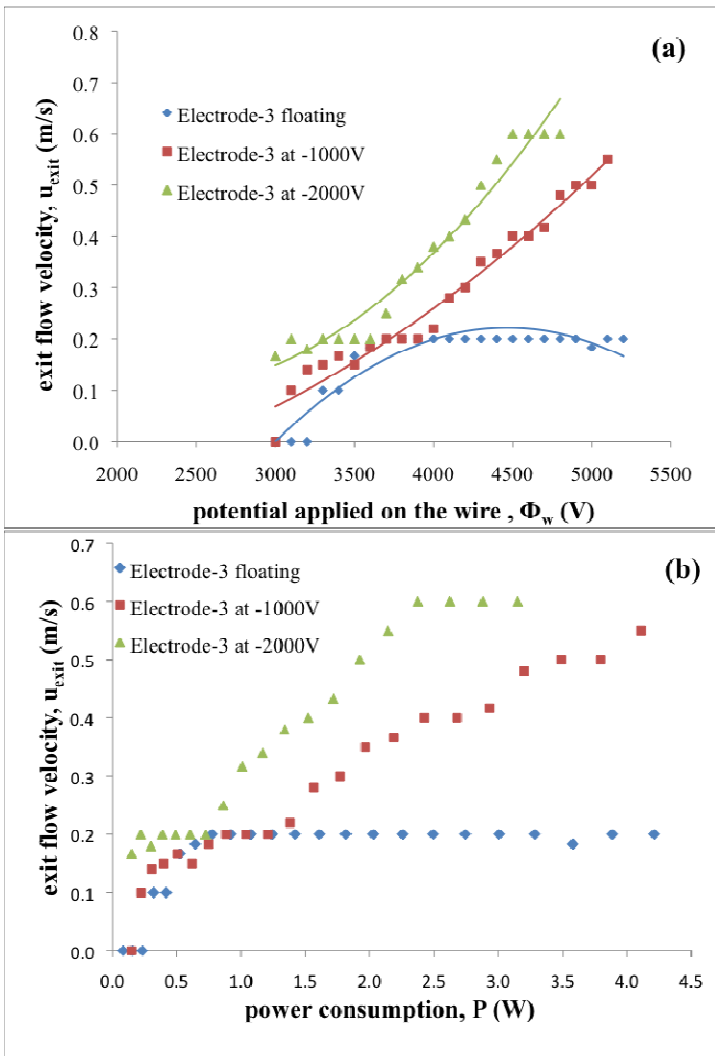 (a)
0.8
0.7
0.6
0.5
0.4
0.3
0.2
0.1
0.0
exit flow velocity, u_exit (m/s)
Electrode-3 floating
Electrode-3 at -1000V
Electrode-3 at -2000V
2000 2500 3000 3500 4000 4500 5000 5500
potential applied on the wire , Φ_w (V)
(b)
0.7
0.6
0.5
0.4
0.3
0.2
0.1
0.0
exit flow velocity, u_exit (m/s)
Electrode-3 floating
Electrode-3 at -1000V
Electrode-3 at -2000V
0.0 0.5 1.0 1.5 2.0 2.5 3.0 3.5 4.0 4.5
power consumption, P (W)